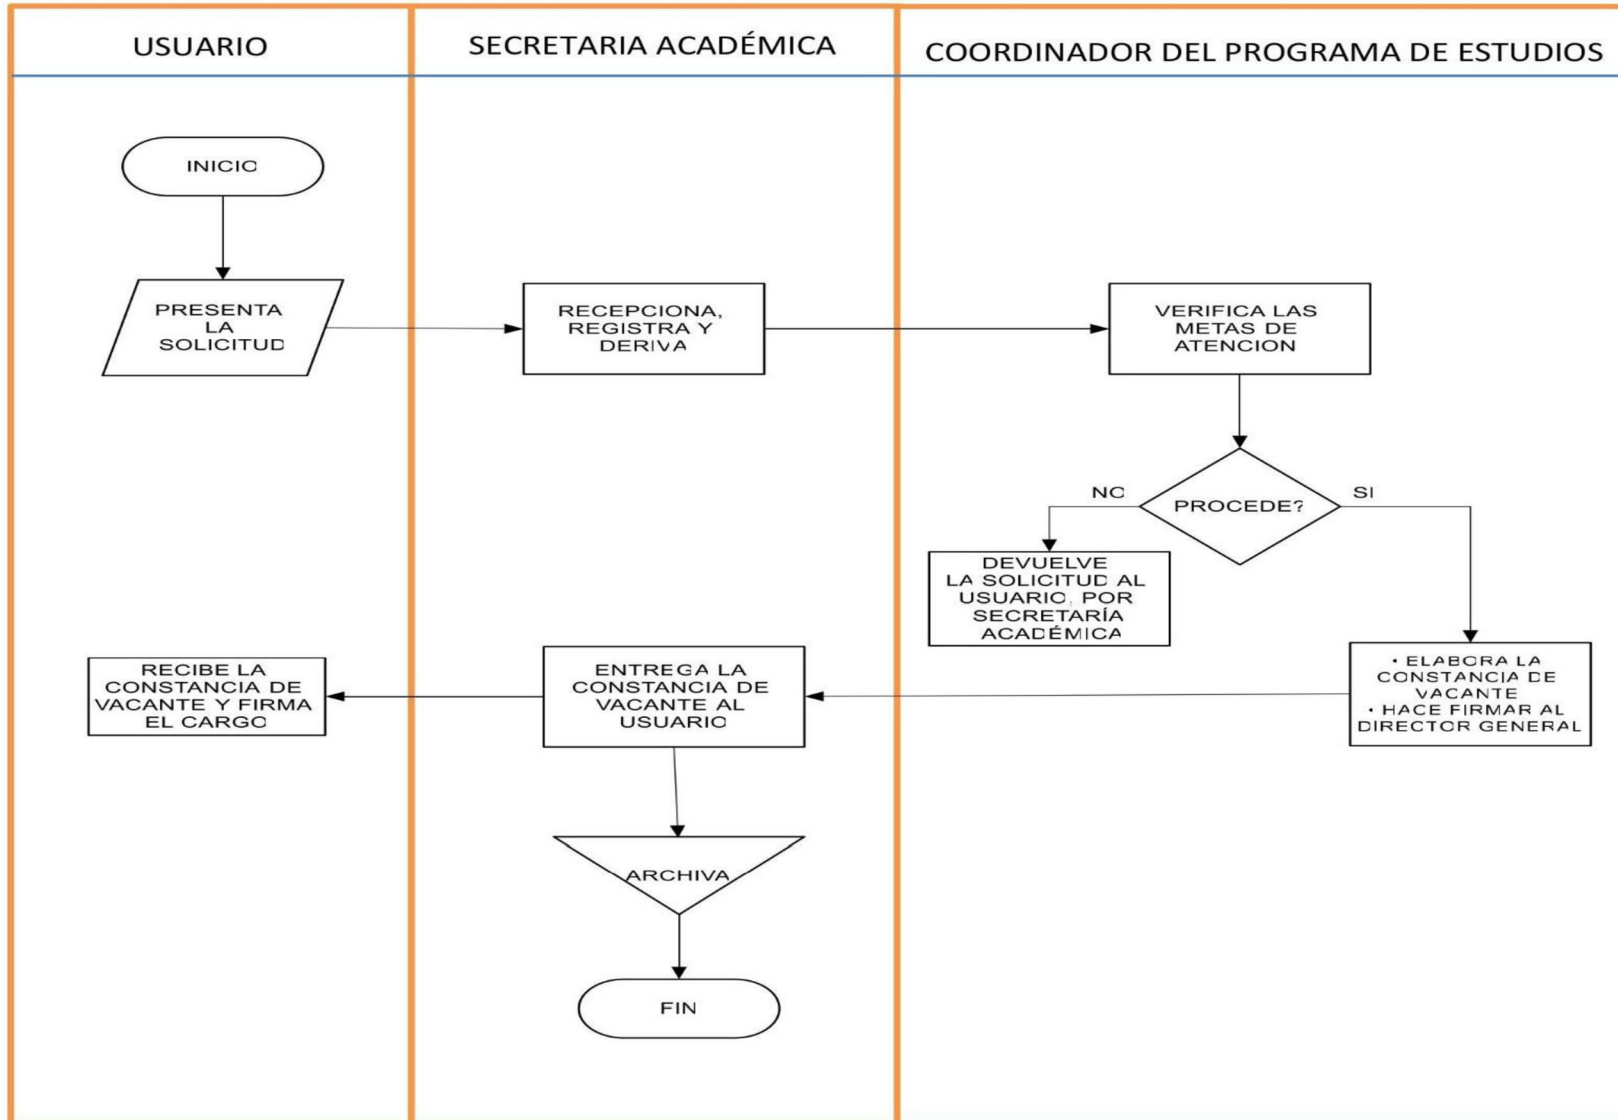 USUARIO
SECRETARIA ACADÉMICA
COORDINADOR DEL PROGRAMA DE ESTUDIOS
INICIO
PRESENTA
LA
SOLICITUD
RECEPCIONA,
REGISTRA Y
DERIVA
VERIFICA LAS
METAS DE
ATENCION
PROCEDE?
NO
SI
DEVUELVE
LA SOLICITUD AL
USUARIO, POR
SECRETARÍA
ACADÉMICA
• ELABORA LA
CONSTANCIA DE
VACANTE
• HACE FIRMAR AL
DIRECTOR GENERAL
ENTREGA LA
CONSTANCIA DE
VACANTE AL
USUARIO
RECIBE LA
CONSTANCIA DE
VACANTE Y FIRMA
EL CARGO
ARCHIVA
FIN